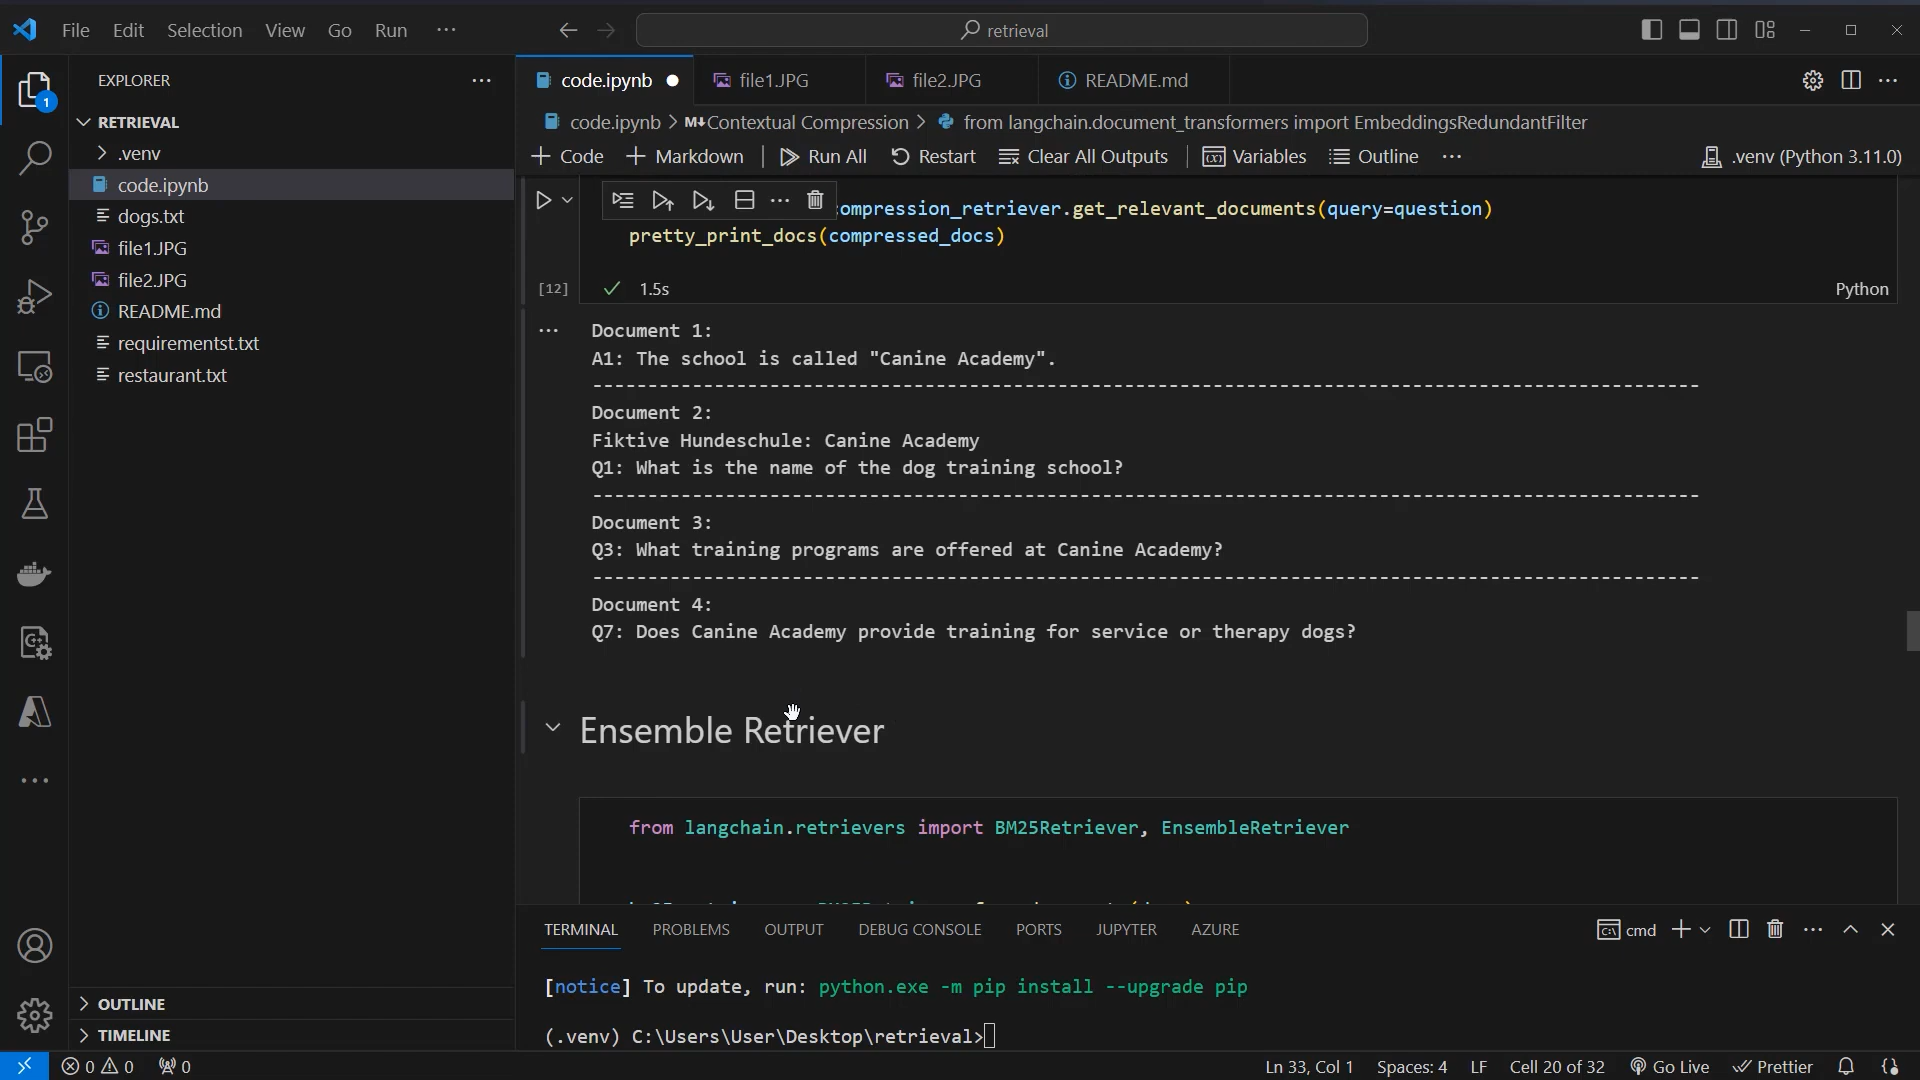 File Edit Selection View Go Run ···
retrieval
EXPLORER ···
RETRIEVAL
.venv
code.ipynb
dogs.txt
file1.JPG
file2.JPG
README.md
requirementst.txt
restaurant.txt
OUTLINE
TIMELINE
1
code.ipynb file1.JPG file2.JPG README.md
code.ipynb > M↓Contextual Compression > from langchain.document_transformers import EmbeddingsRedundantFilter
+ Code + Markdown Run All Restart Clear All Outputs Variables Outline ··· .venv (Python 3.11.0)
ompression_retriever.get_relevant_documents(query=question)
pretty_print_docs(compressed_docs)
[12] ✓ 1.5s Python
Document 1:
A1: The school is called "Canine Academy".
----------------------------------------------------------------------------------------------------
Document 2:
Fiktive Hundeschule: Canine Academy
Q1: What is the name of the dog training school?
----------------------------------------------------------------------------------------------------
Document 3:
Q3: What training programs are offered at Canine Academy?
----------------------------------------------------------------------------------------------------
Document 4:
Q7: Does Canine Academy provide training for service or therapy dogs?
Ensemble Retriever
from langchain.retrievers import BM25Retriever, EnsembleRetriever
TERMINAL PROBLEMS OUTPUT DEBUG CONSOLE PORTS JUPYTER AZURE
cmd
[notice] To update, run: python.exe -m pip install --upgrade pip
(.venv) C:\Users\User\Desktop\retrieval>
0 0 0 Ln 33, Col 1 Spaces: 4 LF Cell 20 of 32 Go Live Prettier